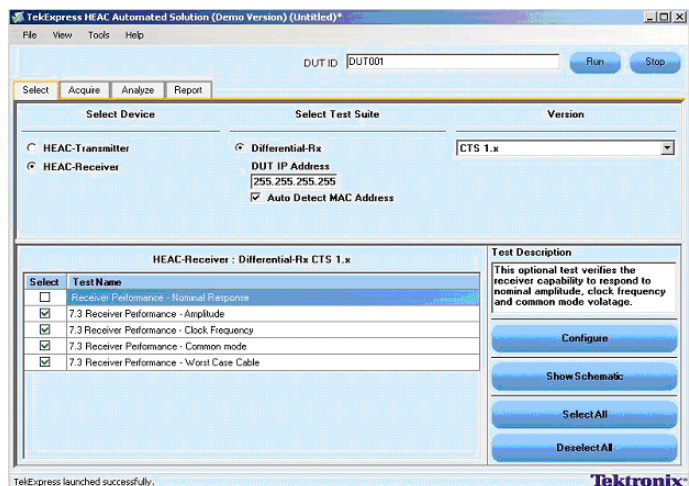 TekExpress HEAC Automated Solution (Demo Version) (Untitled)*
File View Tools Help
DUT ID DUT001 Run Stop
Select Acquire Analyze Report
Select Device Select Test Suite Version
HEAC-Transmitter Differential-Rx CTS 1.x
HEAC-Receiver DUT IP Address
255.255.255.255
Auto Detect MAC Address
HEAC-Receiver : Differential-Rx CTS 1.x Test Description
Select Test Name
This optional test verifies the
receiver capability to respond to
nominal amplitude, clock frequency
and common mode volatage.
Receiver Performance - Nominal Response
7.3 Receiver Performance - Amplitude
7.3 Receiver Performance - Clock Frequency
7.3 Receiver Performance - Common mode
7.3 Receiver Performance - Worst Case Cable
Configure
Show Schematic
Select All
Deselect All
TekExpress launched successfully. Tektronix